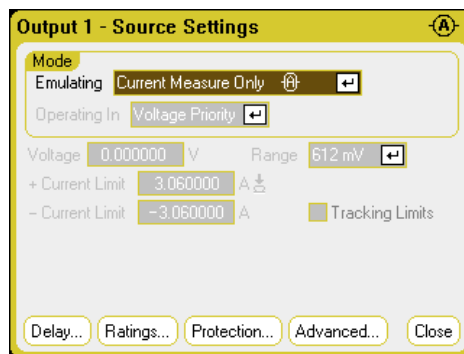 Output 1 - Source Settings A
Mode
Emulating Current Measure Only A
Operating In Voltage Priority
Voltage 0.000000 V Range 612 mV
+ Current Limit 3.060000 A
- Current Limit -3.060000 A Tracking Limits
Delay... Ratings... Protection... Advanced... Close